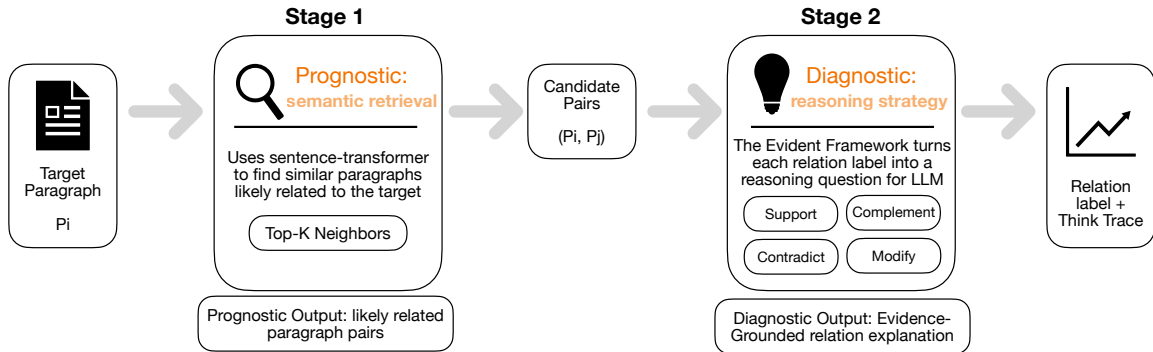 Stage 1
Stage 2
Target
Paragraph
Pi
Prognostic:
semantic retrieval
Uses sentence-transformer
to find similar paragraphs
likely related to the target
Top-K Neighbors
Prognostic Output: likely related
paragraph pairs
Candidate
Pairs
(Pi, Pj)
Diagnostic:
reasoning strategy
The Evident Framework turns
each relation label into a
reasoning question for LLM
Support
Complement
Contradict
Modify
Diagnostic Output: Evidence-
Grounded relation explanation
Relation
label +
Think Trace